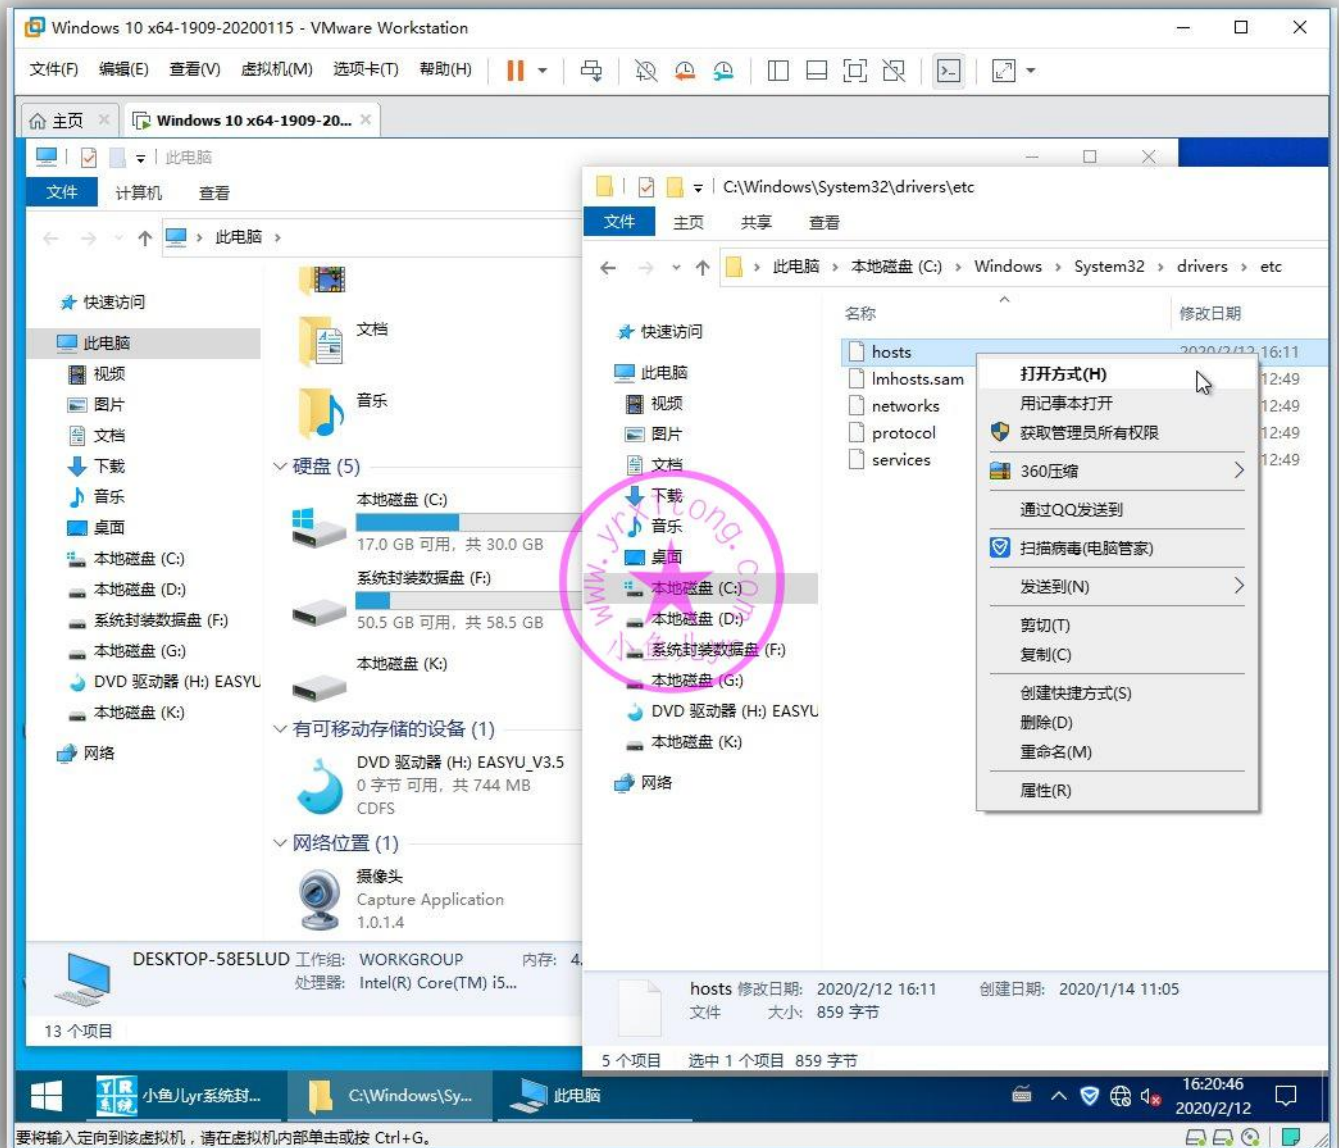 Windows 10 x64-1909-20200115 - VMware Workstation
文件(F) 编辑(E) 查看(V) 虚拟机(M) 选项卡(T) 帮助(H)
主页 Windows 10 x64-1909-20...
此电脑
文件 计算机 查看
此电脑
快速访问
此电脑
视频
图片
文档
下载
音乐
桌面
本地磁盘 (C:)
本地磁盘 (D:)
系统封装数据盘 (F:)
本地磁盘 (G:)
DVD 驱动器 (H:) EASYU
本地磁盘 (K:)
网络
文档
音乐
硬盘 (5)
本地磁盘 (C:)
17.0 GB 可用，共 30.0 GB
系统封装数据盘 (F:)
50.5 GB 可用，共 58.5 GB
本地磁盘 (K:)
有可移动存储的设备 (1)
DVD 驱动器 (H:) EASYU_V3.5
0 字节 可用，共 744 MB
CDFS
网络位置 (1)
摄像头
Capture Application
1.0.1.4
DESKTOP-58E5LUD 工作组: WORKGROUP 内存: 4.
处理器: Intel(R) Core(TM) i5...
13 个项目
C:\Windows\System32\drivers\etc
文件 主页 共享 查看
此电脑 本地磁盘 (C:) Windows System32 drivers etc
快速访问
此电脑
视频
图片
文档
下载
音乐
桌面
本地磁盘 (C:)
本地磁盘 (D:)
系统封装数据盘 (F:)
本地磁盘 (G:)
DVD 驱动器 (H:) EASYU
本地磁盘 (K:)
网络
名称 修改日期
hosts 2020/2/12 16:11
lmhosts.sam 12:49
networks 12:49
protocol 12:49
services 12:49
打开方式(H)
用记事本打开
获取管理员所有权限
360压缩
通过QQ发送到
扫描病毒(电脑管家)
发送到(N)
剪切(T)
复制(C)
创建快捷方式(S)
删除(D)
重命名(M)
属性(R)
www.yrxitong.com
小鱼儿yr
hosts 修改日期: 2020/2/12 16:11 创建日期: 2020/1/14 11:05
文件 大小: 859 字节
5 个项目 选中 1 个项目 859 字节
YR
系统
小鱼儿yr系统封... C:\Windows\Sy... 此电脑
16:20:46
2020/2/12
要将输入定向到该虚拟机，请在虚拟机内部单击或按 Ctrl+G。